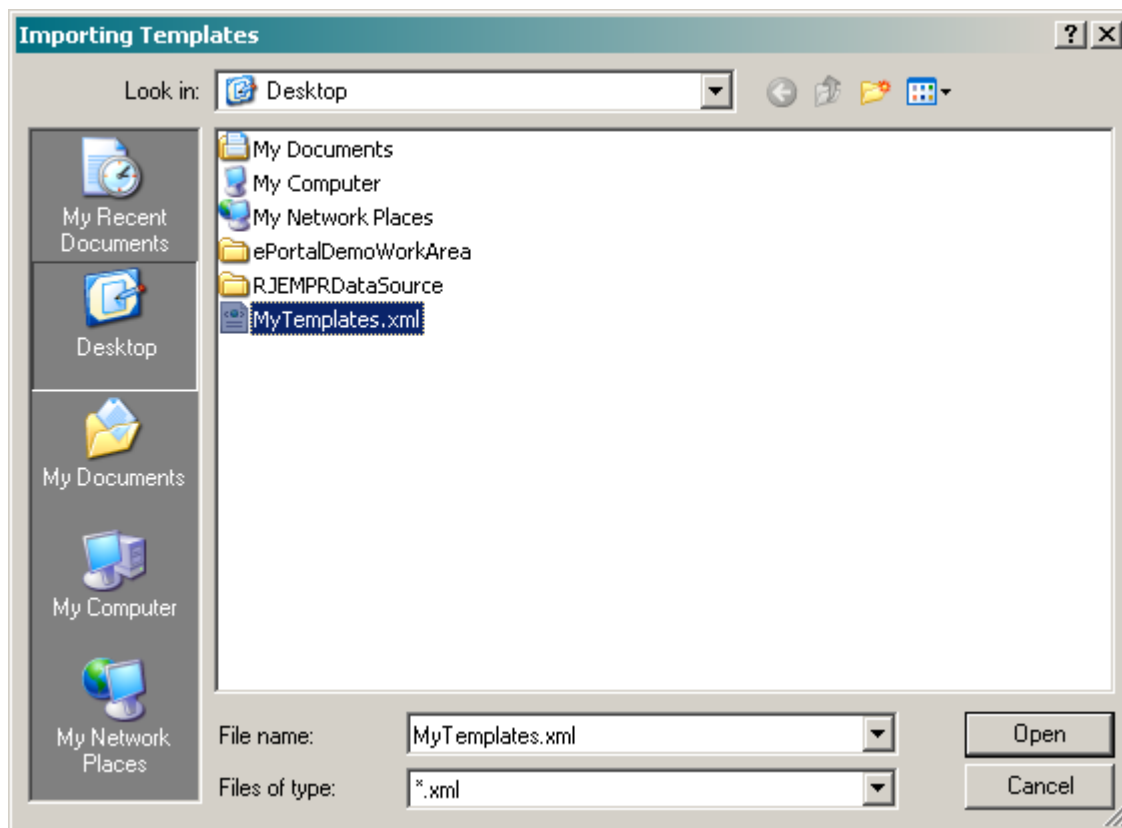 Importing Templates
Look in: Desktop
My Recent
Documents
Desktop
My Documents
My Computer
My Network
Places
My Documents
My Computer
My Network Places
ePortalDemoWorkArea
RJEMPRDataSource
MyTemplates.xml
File name: MyTemplates.xml Open
Files of type: *.xml Cancel